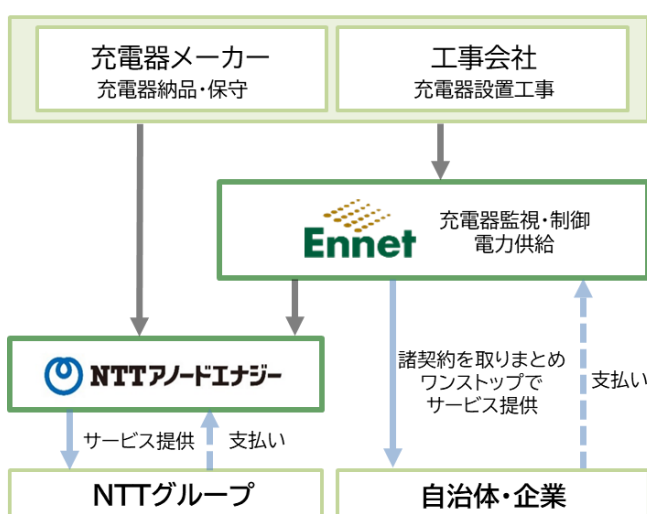 充電器メーカー
充電器納品・保守
工事会社
充電器設置工事
Ennet
充電器監視・制御
電力供給
NTTアノードエナジー
諸契約を取りまとめ
ワンストップで
サービス提供
支払い
サービス提供
支払い
NTTグループ
自治体・企業